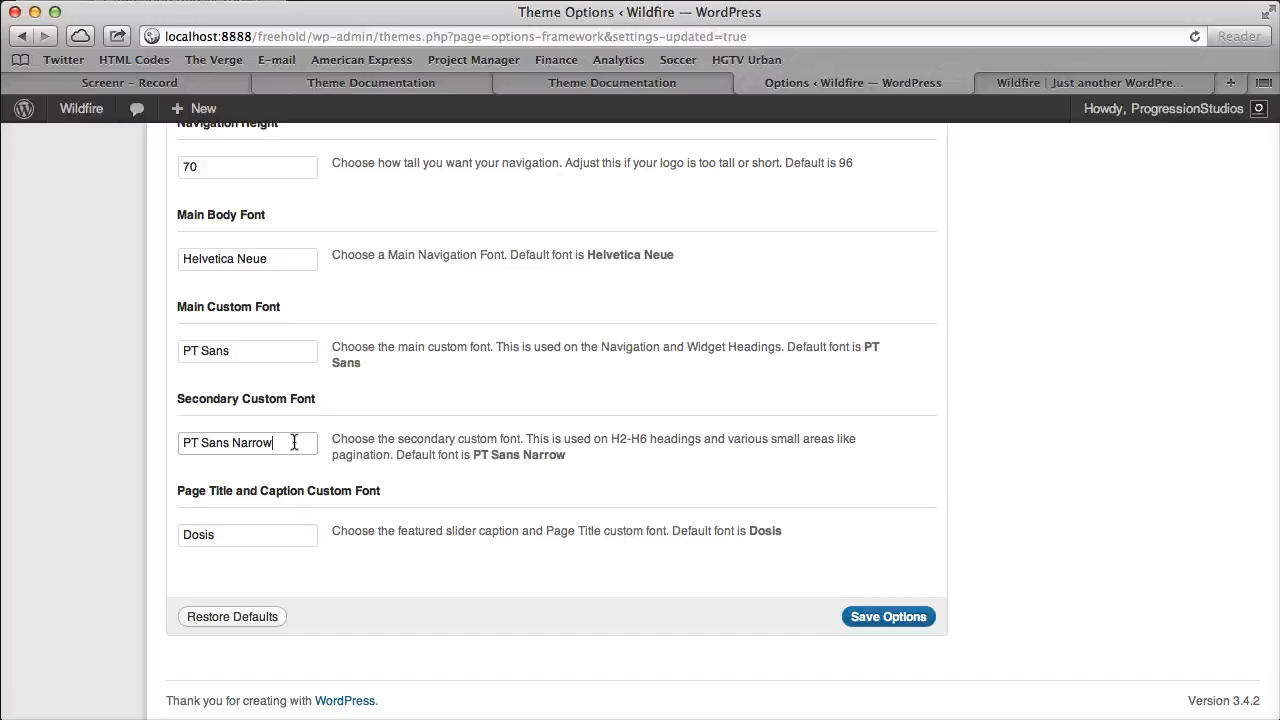 Theme Options ‹ Wildfire — WordPress
localhost:8888/freehold/wp-admin/themes.php?page=options-framework&settings-updated=true
Reader
Twitter HTML Codes The Verge E-mail American Express Project Manager Finance Analytics Soccer HGTV Urban
Screenr – Record Theme Documentation Theme Documentation Options ‹ Wildfire — WordPress Wildfire | Just another WordPre...
Wildfire + New Howdy, ProgressionStudios
Navigation Height
70 Choose how tall you want your navigation. Adjust this if your logo is too tall or short. Default is 96
Main Body Font
Helvetica Neue Choose a Main Navigation Font. Default font is Helvetica Neue
Main Custom Font
PT Sans Choose the main custom font. This is used on the Navigation and Widget Headings. Default font is PT
Sans
Secondary Custom Font
PT Sans Narrow Choose the secondary custom font. This is used on H2-H6 headings and various small areas like
pagination. Default font is PT Sans Narrow
Page Title and Caption Custom Font
Dosis Choose the featured slider caption and Page Title custom font. Default font is Dosis
Restore Defaults Save Options
Thank you for creating with WordPress. Version 3.4.2